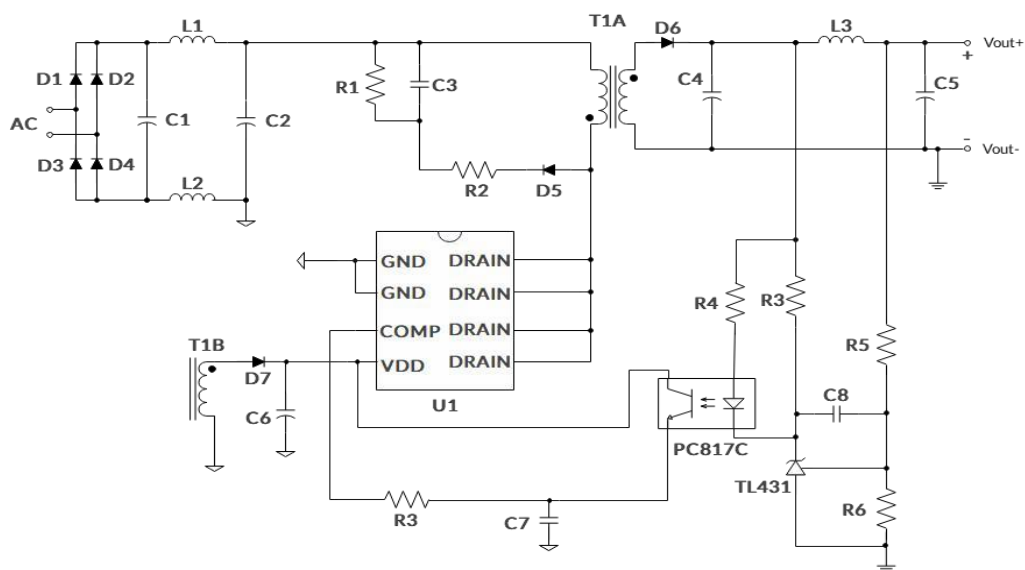 T1A
L1
D6
L3
Vout+
+
D1
D2
R1
C3
C4
C5
AC
C1
C2
-
Vout-
D3
D4
L2
R2
D5
GND
DRAIN
GND
DRAIN
R4
R3
COMP
DRAIN
T1B
VDD
DRAIN
R5
D7
C6
U1
C8
PC817C
TL431
R3
C7
R6